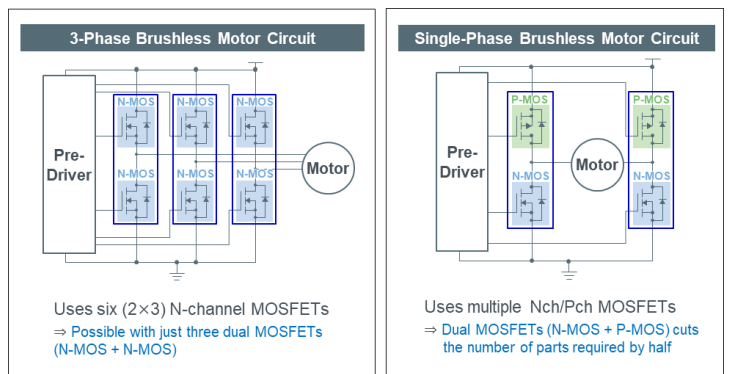 3-Phase Brushless Motor Circuit
N-MOS N-MOS N-MOS
Pre-
Driver
Motor
N-MOS N-MOS N-MOS
Uses six (2×3) N-channel MOSFETs
⇒ Possible with just three dual MOSFETs
(N-MOS + N-MOS)
Single-Phase Brushless Motor Circuit
P-MOS P-MOS
Pre-
Driver
Motor
N-MOS N-MOS
Uses multiple Nch/Pch MOSFETs
⇒ Dual MOSFETs (N-MOS + P-MOS) cuts
the number of parts required by half